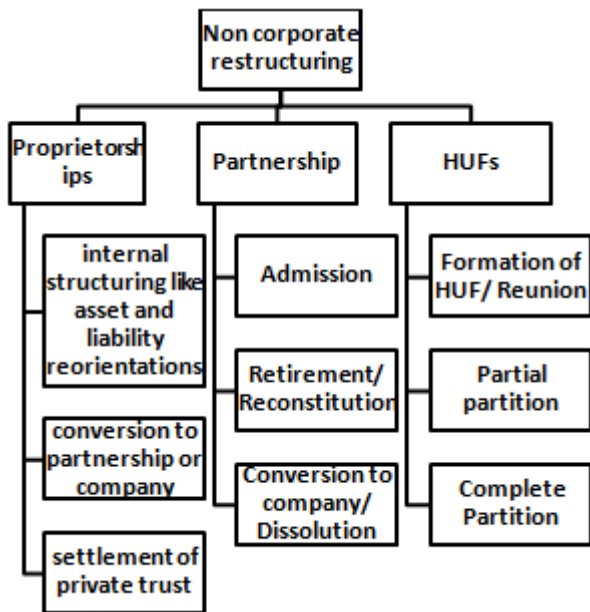 Non corporate
restructuring
Proprietorsh
ips
Partnership
HUFs
internal
structuring like
asset and
liability
reorientations
conversion to
partnership or
company
settlement of
private trust
Admission
Retirement/
Reconstitution
Conversion to
company/
Dissolution
Formation of
HUF/ Reunion
Partial
partition
Complete
Partition